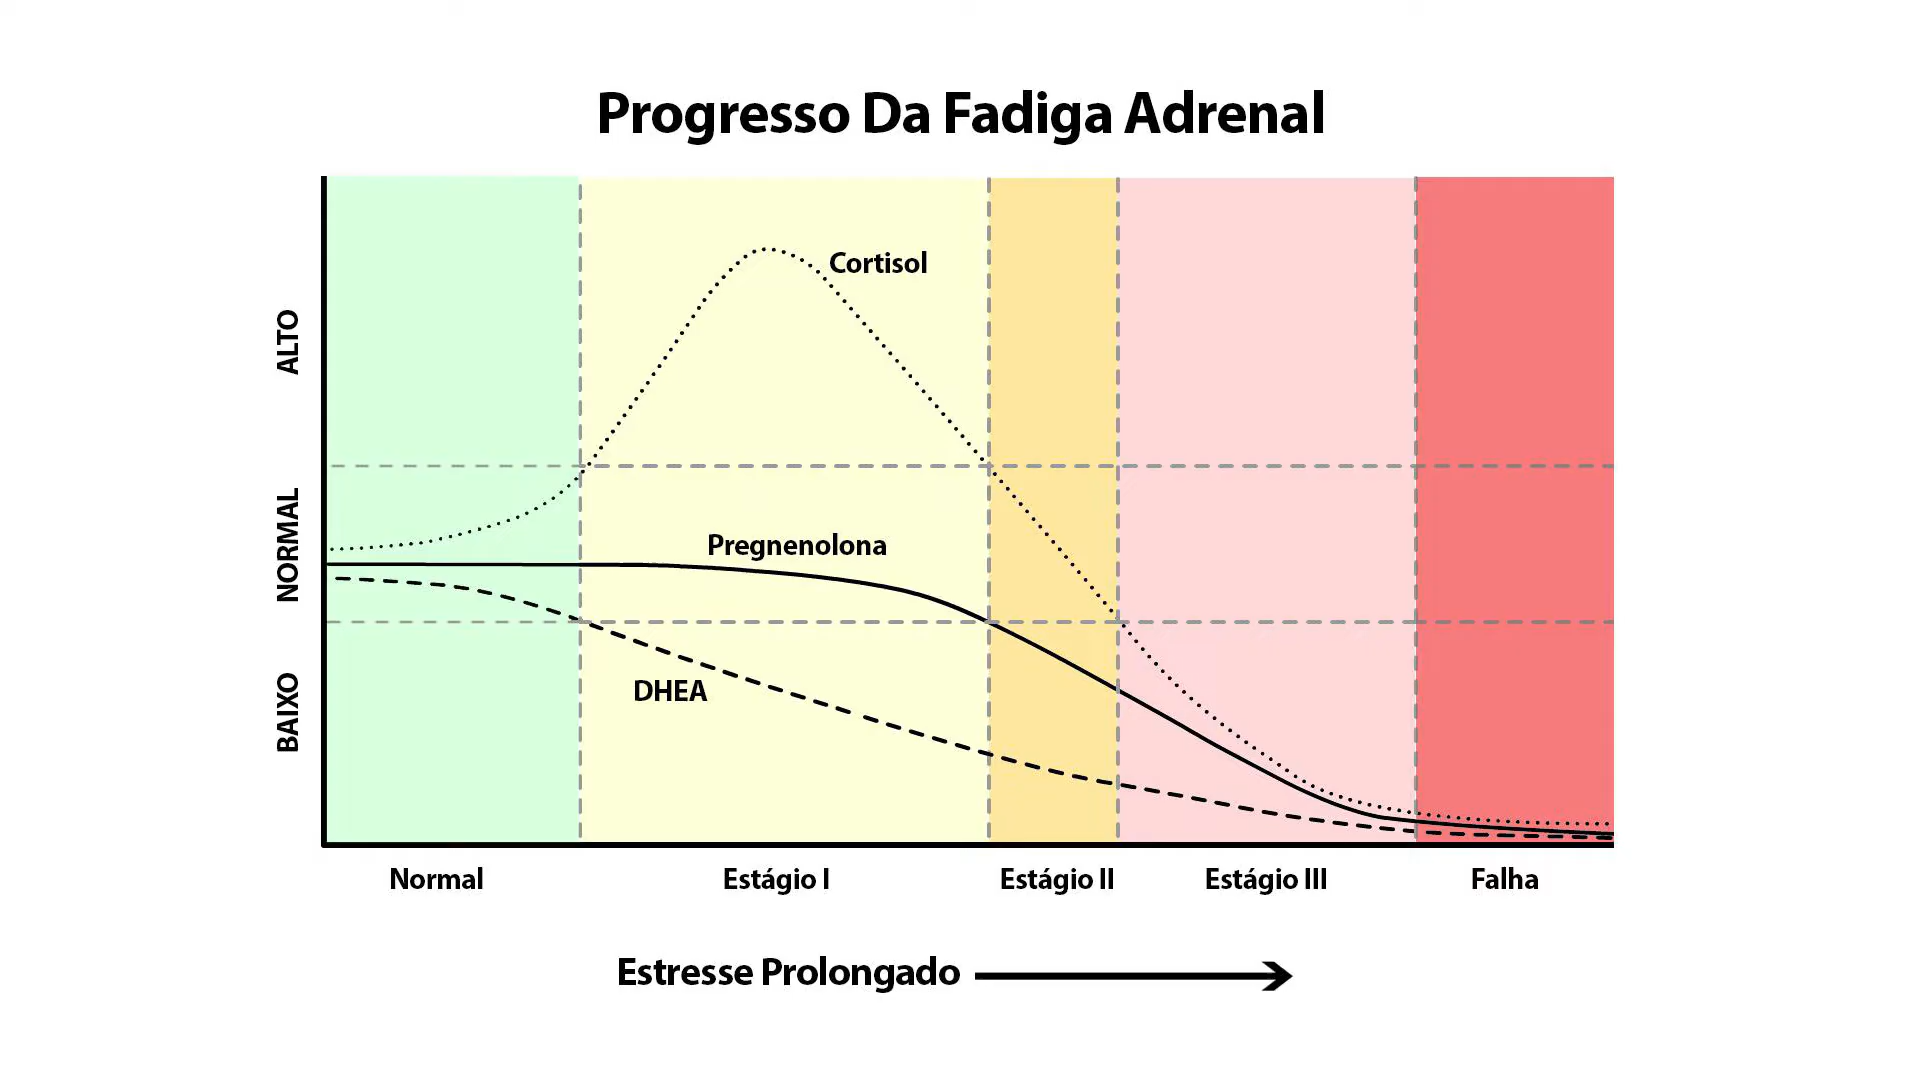 Progresso Da Fadiga Adrenal
ALTO
NORMAL
BAIXO
Cortisol
Pregnenolona
DHEA
Normal
Estágio I
Estágio II
Estágio III
Falha
Estresse Prolongado